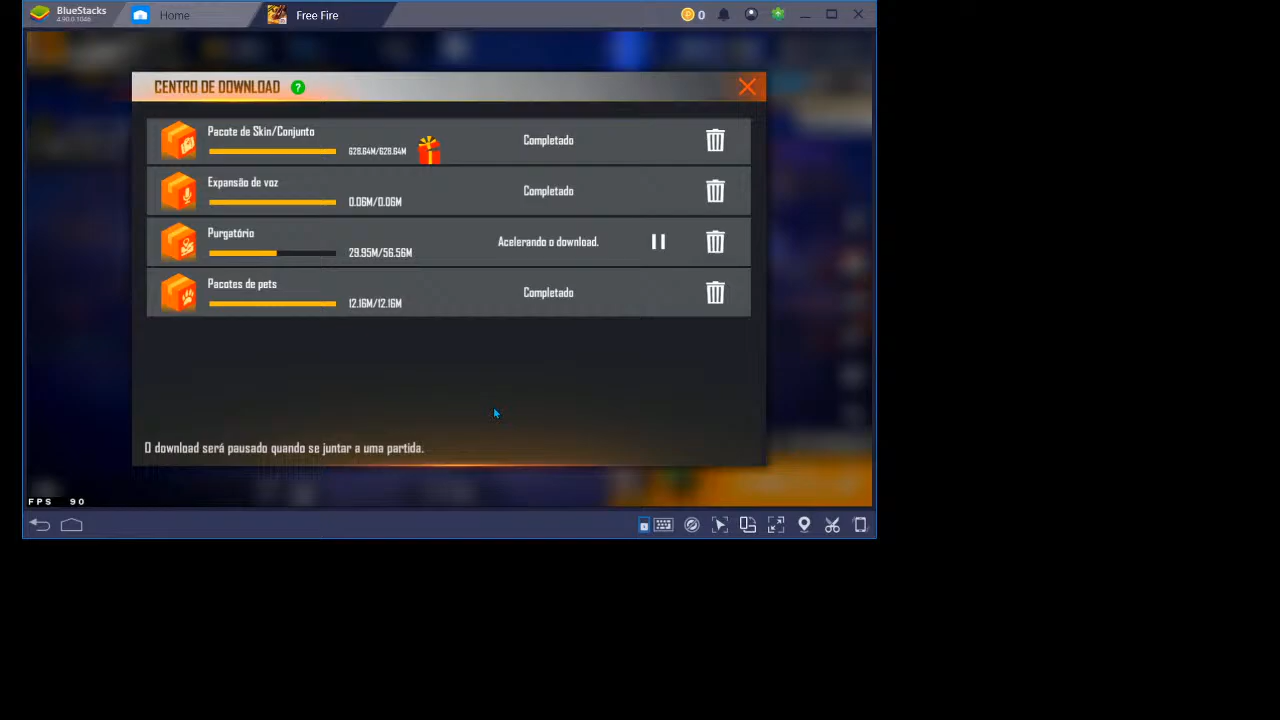 BlueStacks
4.90.0.1046
Home
Free Fire
0
CENTRO DE DOWNLOAD ?
Pacote de Skin/Conjunto
628.64M/628.64M
Completado
Expansão de voz
0.06M/0.06M
Completado
Purgatório
29.95M/56.56M
Acelerando o download.
Pacotes de pets
12.16M/12.16M
Completado
O download será pausado quando se juntar a uma partida.
FPS 90